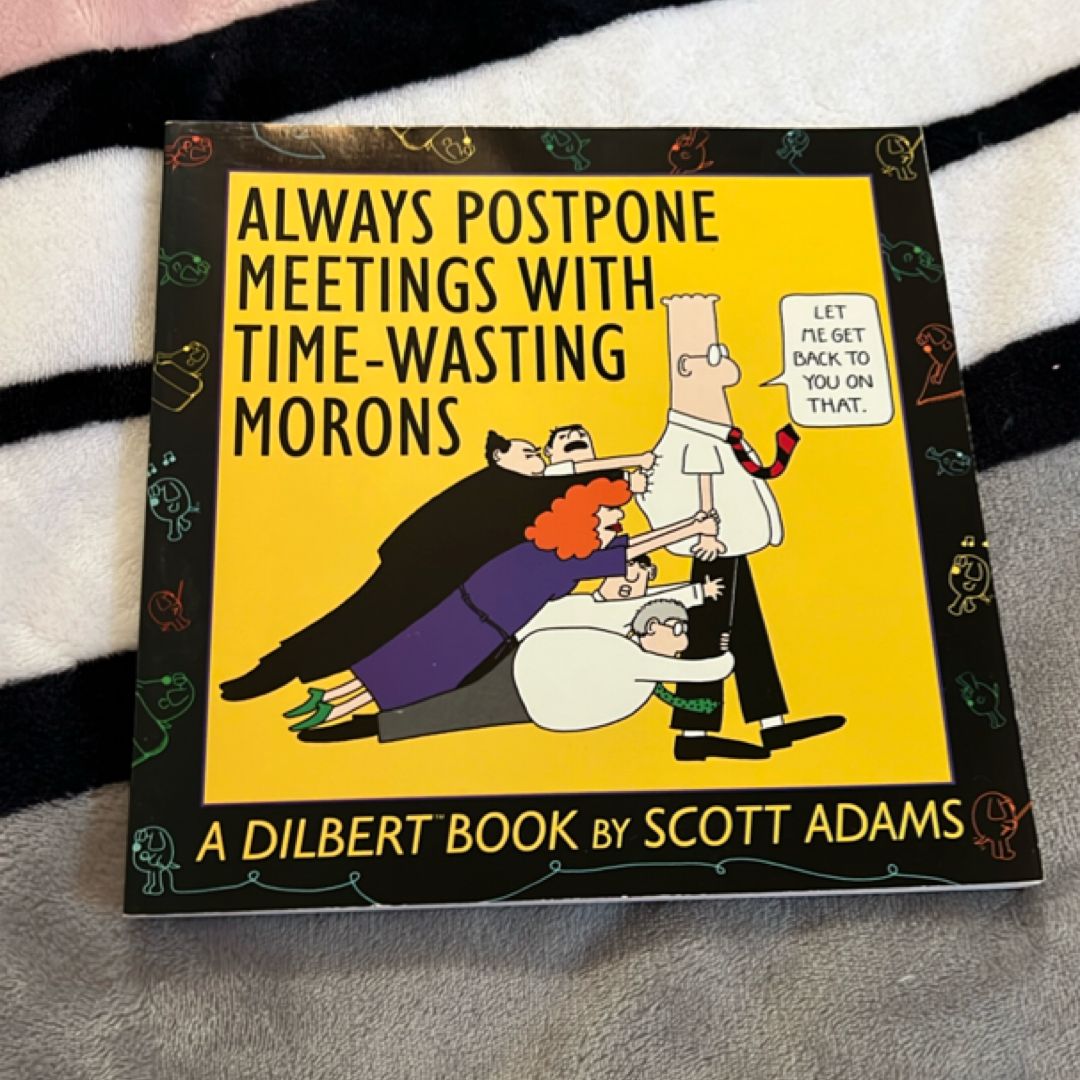 ALWAYS POSTPONE
MEETINGS WITH
TIME-WASTING
MORONS
LET
ME GET
BACK TO
YOU ON
THAT.
A DILBERT™ BOOK BY SCOTT ADAMS